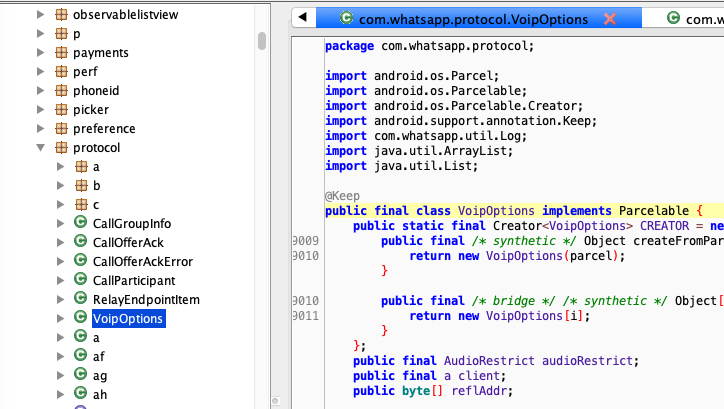 observablelistview
p
payments
perf
phoneid
picker
preference
protocol
a
b
c
CallGroupInfo
CallOfferAck
CallOfferAckError
CallParticipant
RelayEndpointItem
VoipOptions
a
af
ag
ah
com.whatsapp.protocol.VoipOptions
com.w
package com.whatsapp.protocol;
import android.os.Parcel;
import android.os.Parcelable;
import android.os.Parcelable.Creator;
import android.support.annotation.Keep;
import com.whatsapp.util.Log;
import java.util.ArrayList;
import java.util.List;
@Keep
public final class VoipOptions implements Parcelable {
public static final Creator<VoipOptions> CREATOR = ne
9009 public final /* synthetic */ Object createFromPar
9010 return new VoipOptions(parcel);
}
9010 public final /* bridge */ /* synthetic */ Object[
9011 return new VoipOptions[i];
}
};
public final AudioRestrict audioRestrict;
public final a client;
public byte[] reflAddr;